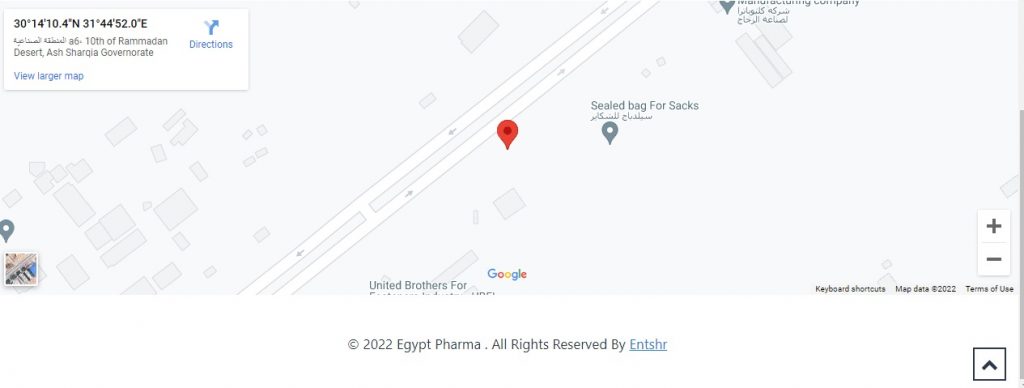 30°14'10.4"N 31°44'52.0"E
المنطقة الصناعية a6- 10th of Rammadan
Desert, Ash Sharqia Governorate
Directions
View larger map
Manufacturing company
شركة كليوباترا
لصناعة الزجاج
Sealed bag For Sacks
سيلدباج للشكاير
United Brothers For
Google
Keyboard shortcuts Map data ©2022 Terms of Use
© 2022 Egypt Pharma . All Rights Reserved By Entshr